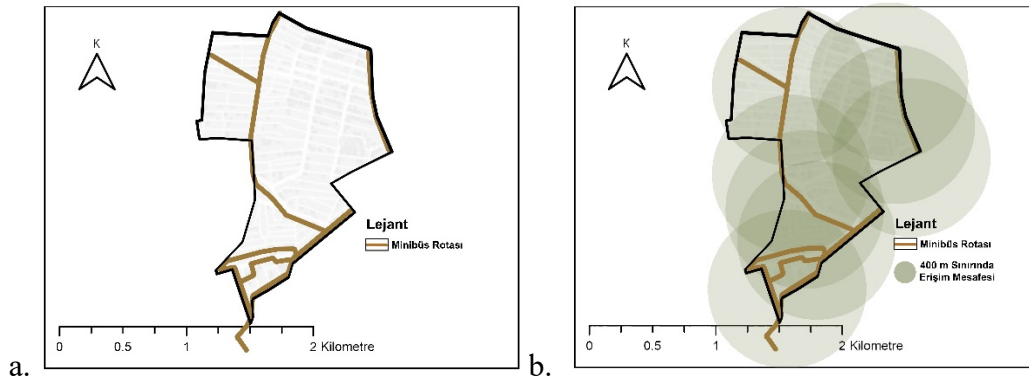 K
Lejant
Minibüs Rotası
0 0.5 1 2 Kilometre
a.
K
Lejant
Minibüs Rotası
400 m Sınırında
Erişim Mesafesi
0 0.5 1 2 Kilometre
b.